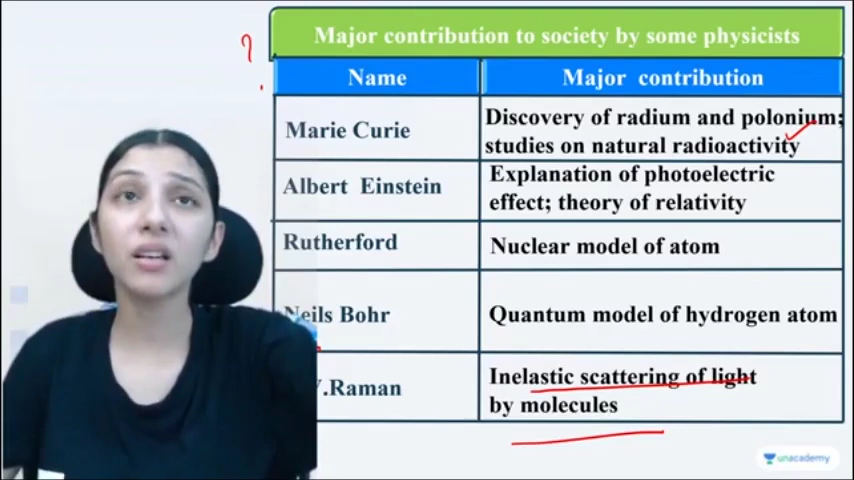 Major contribution to society by some physicists
Name Major contribution
Marie Curie Discovery of radium and polonium;
studies on natural radioactivity
Albert Einstein Explanation of photoelectric
effect; theory of relativity
Rutherford Nuclear model of atom
Neils Bohr Quantum model of hydrogen atom
V.Raman Inelastic scattering of light
by molecules
unacademy